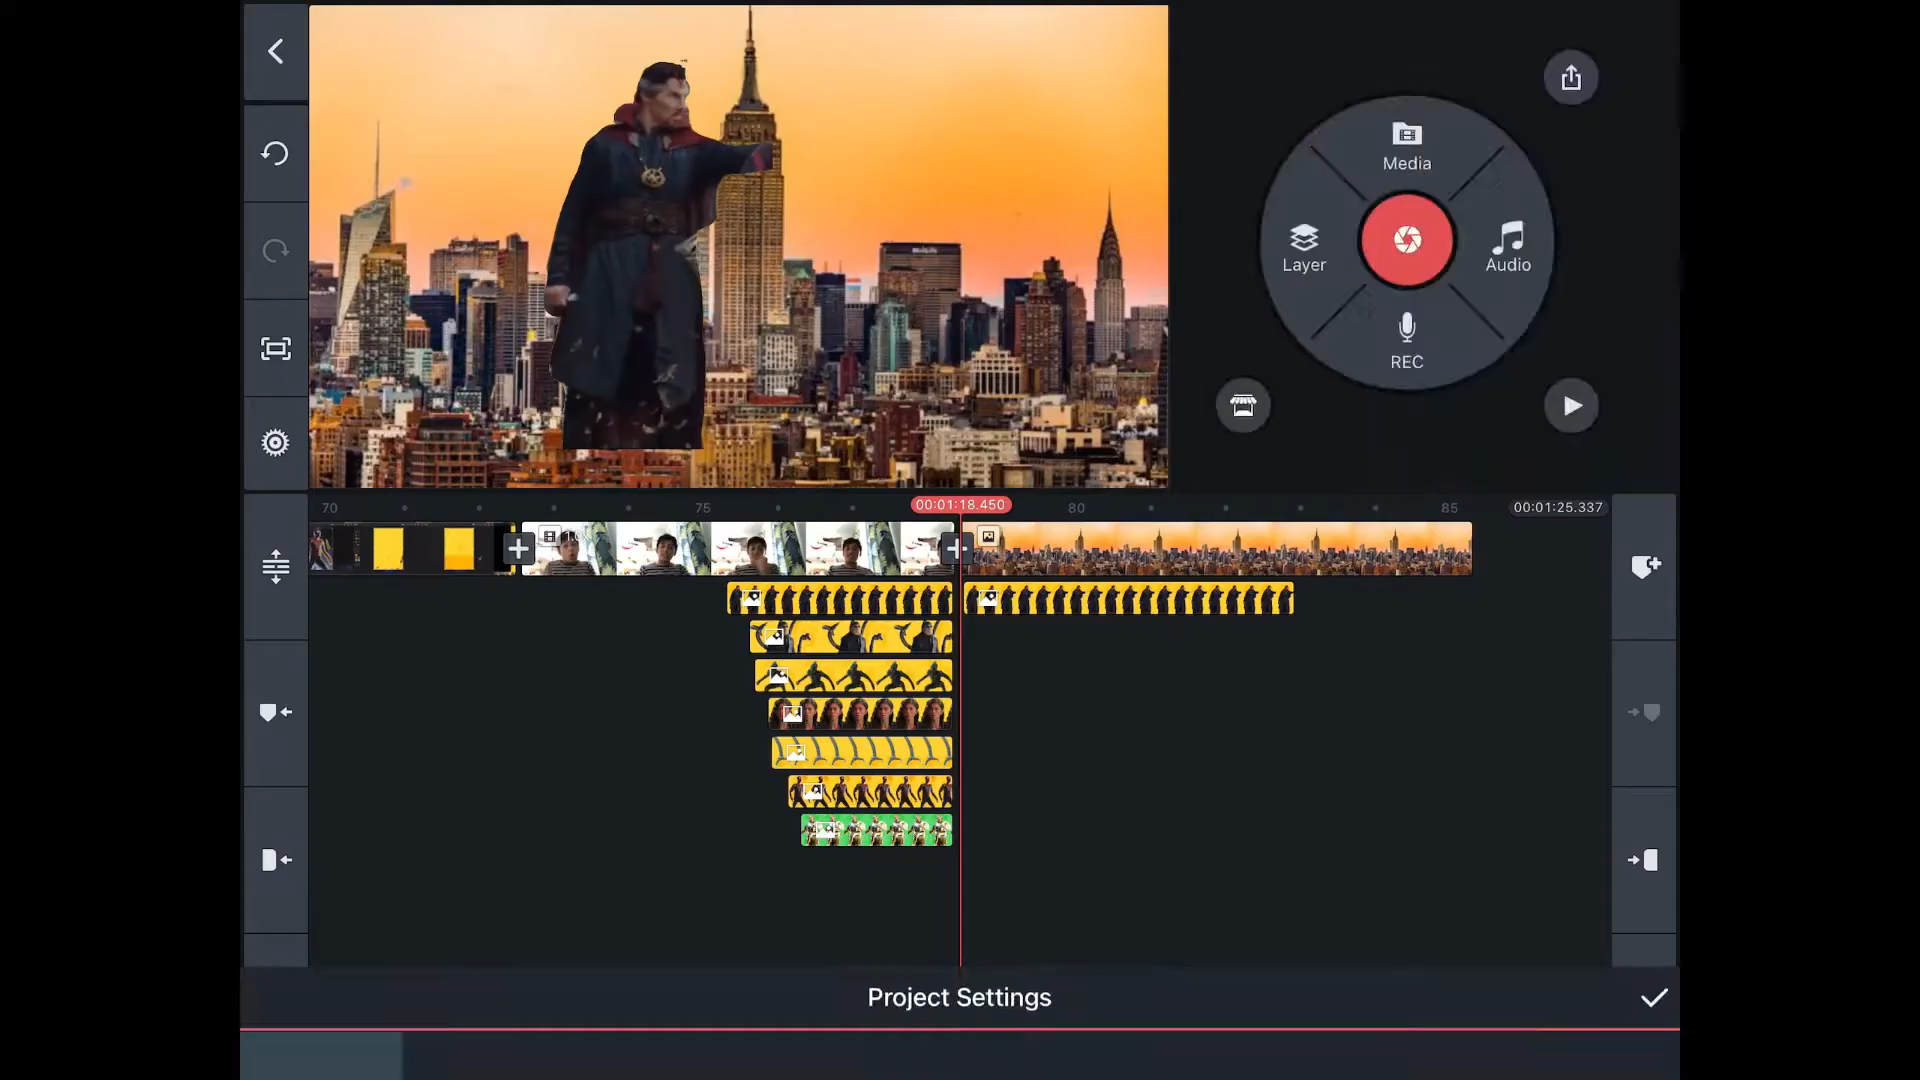 Media
Layer
Audio
REC
70
75
00:01:18.450
80
85
00:01:25.337
Project Settings